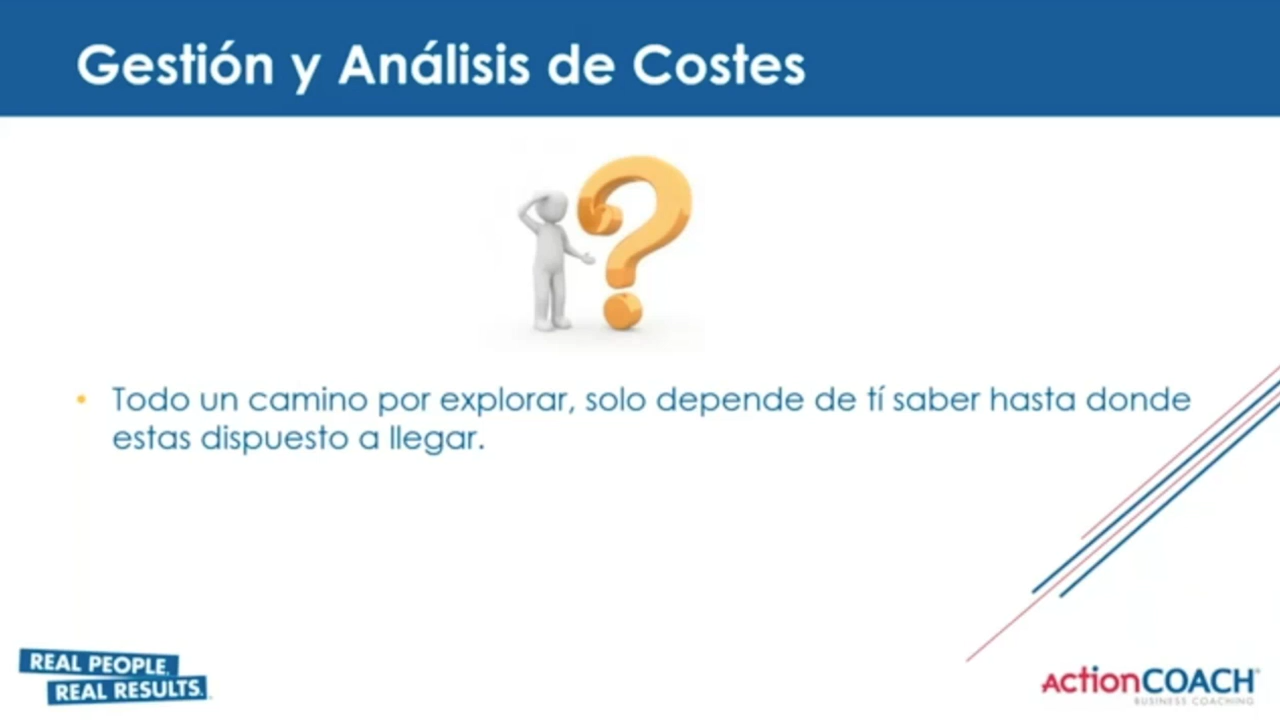 Gestión y Análisis de Costes
• Todo un camino por explorar, solo depende de tí saber hasta donde
estas dispuesto a llegar.
REAL PEOPLE.
REAL RESULTS.
ActionCOACH
BUSINESS COACHING